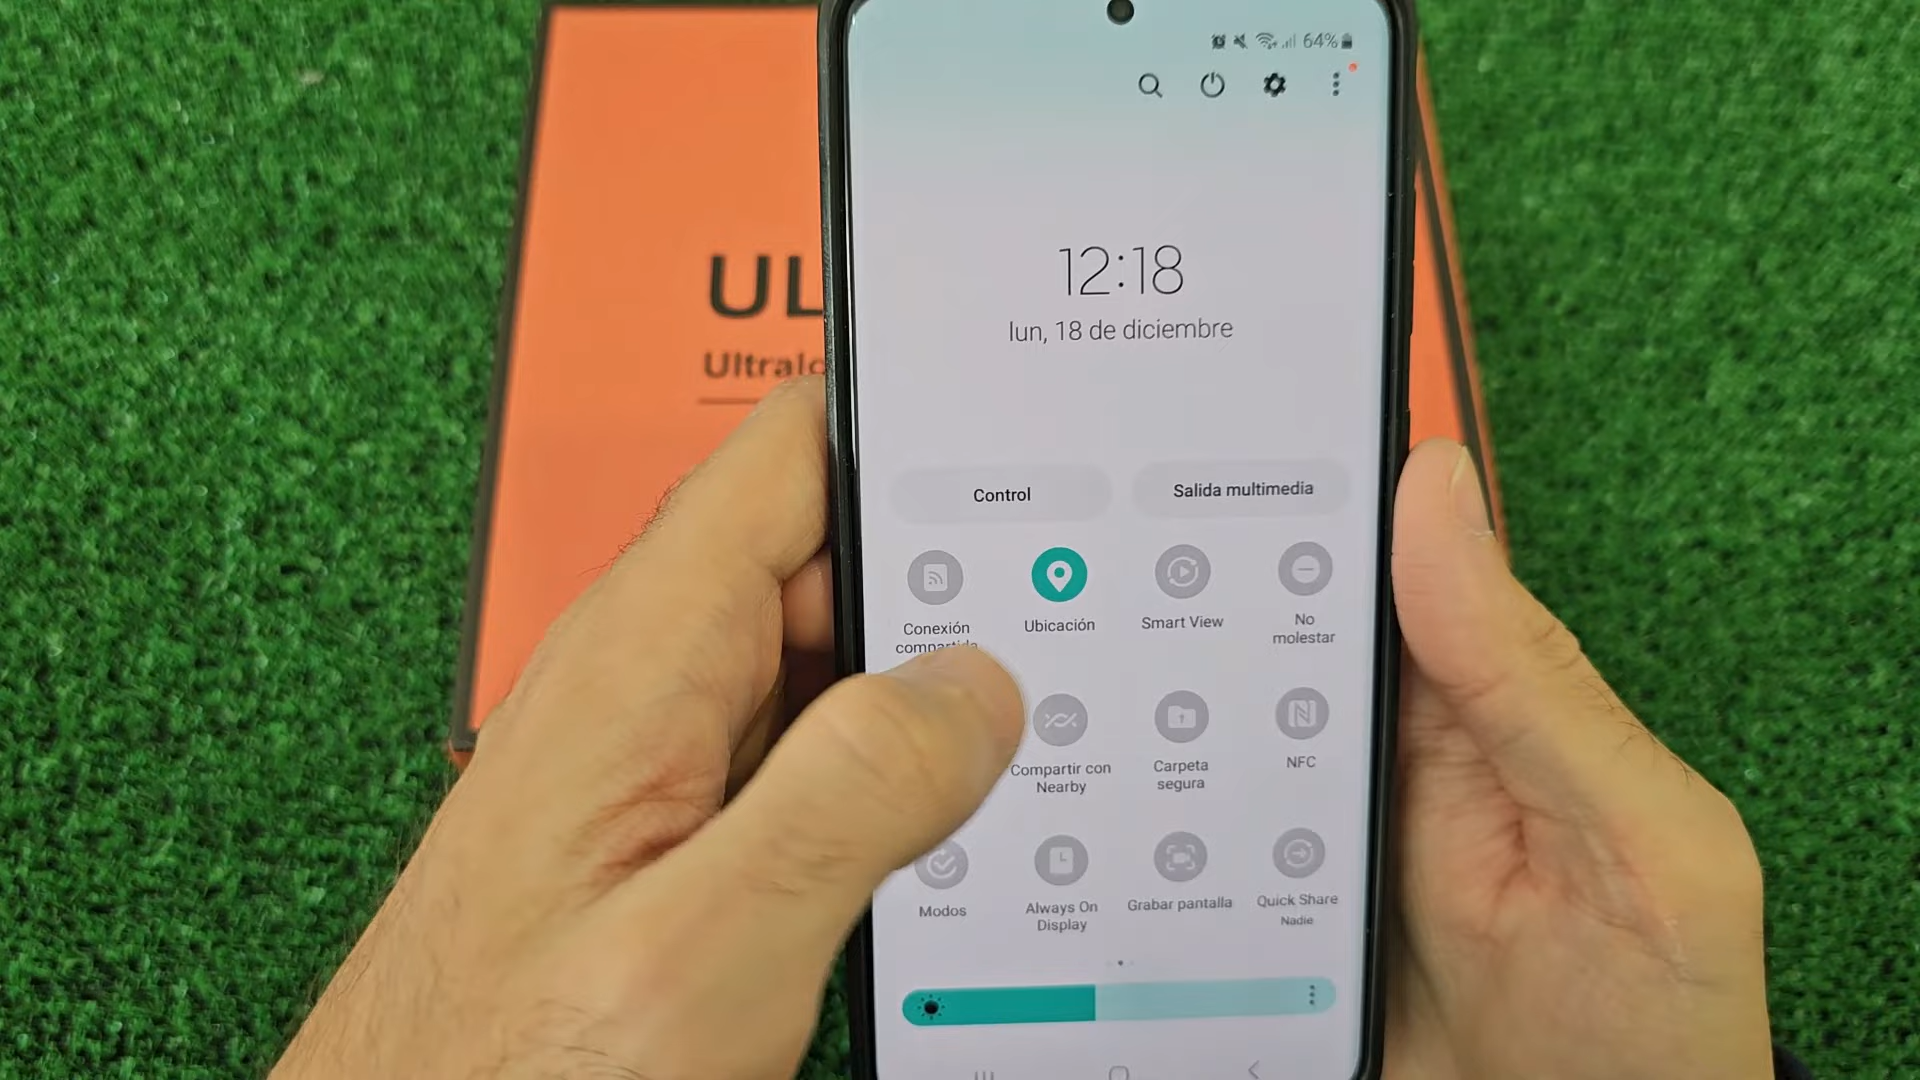 64%
UL
12:18
lun, 18 de diciembre
Control
Salida multimedia
Conexión
compartida
Ubicación
Smart View
No
molestar
Compartir con
Nearby
Carpeta
segura
NFC
Modos
Always On
Display
Grabar pantalla
Quick Share
Nadie